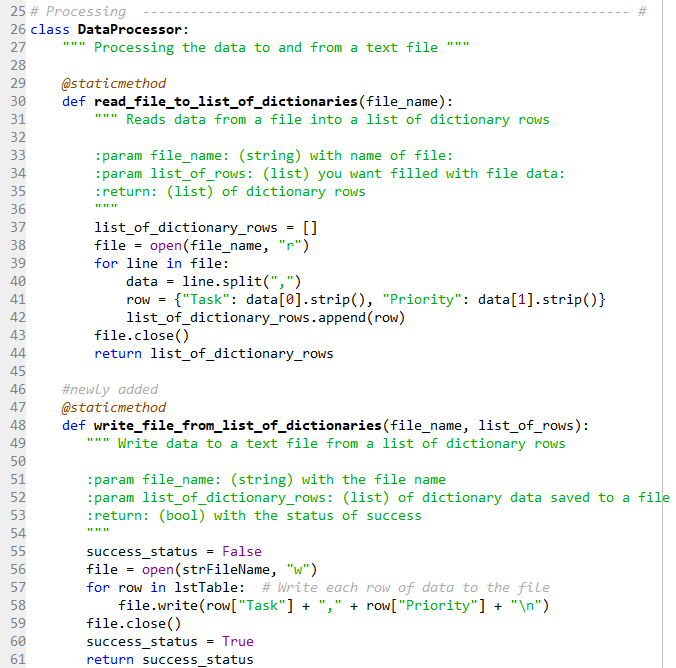 25 # Processing ------------------------------------------------------------- #
26 class DataProcessor:
27     """ Processing the data to and from a text file """
28
29     @staticmethod
30     def read_file_to_list_of_dictionaries(file_name):
31         """ Reads data from a file into a list of dictionary rows
32
33         :param file_name: (string) with name of file:
34         :param list_of_rows: (list) you want filled with file data:
35         :return: (list) of dictionary rows
36         """
37         list_of_dictionary_rows = []
38         file = open(file_name, "r")
39         for line in file:
40             data = line.split(",")
41             row = {"Task": data[0].strip(), "Priority": data[1].strip()}
42             list_of_dictionary_rows.append(row)
43         file.close()
44         return list_of_dictionary_rows
45
46     #newly added
47     @staticmethod
48     def write_file_from_list_of_dictionaries(file_name, list_of_rows):
49        """ Write data to a text file from a list of dictionary rows
50
51        :param file_name: (string) with the file name
52        :param list_of_dictionary_rows: (list) of dictionary data saved to a file
53        :return: (bool) with the status of success
54        """
55        success_status = False
56        file = open(strFileName, "w")
57        for row in lstTable:  # Write each row of data to the file
58            file.write(row["Task"] + "," + row["Priority"] + "\n")
59        file.close()
60        success_status = True
61        return success_status